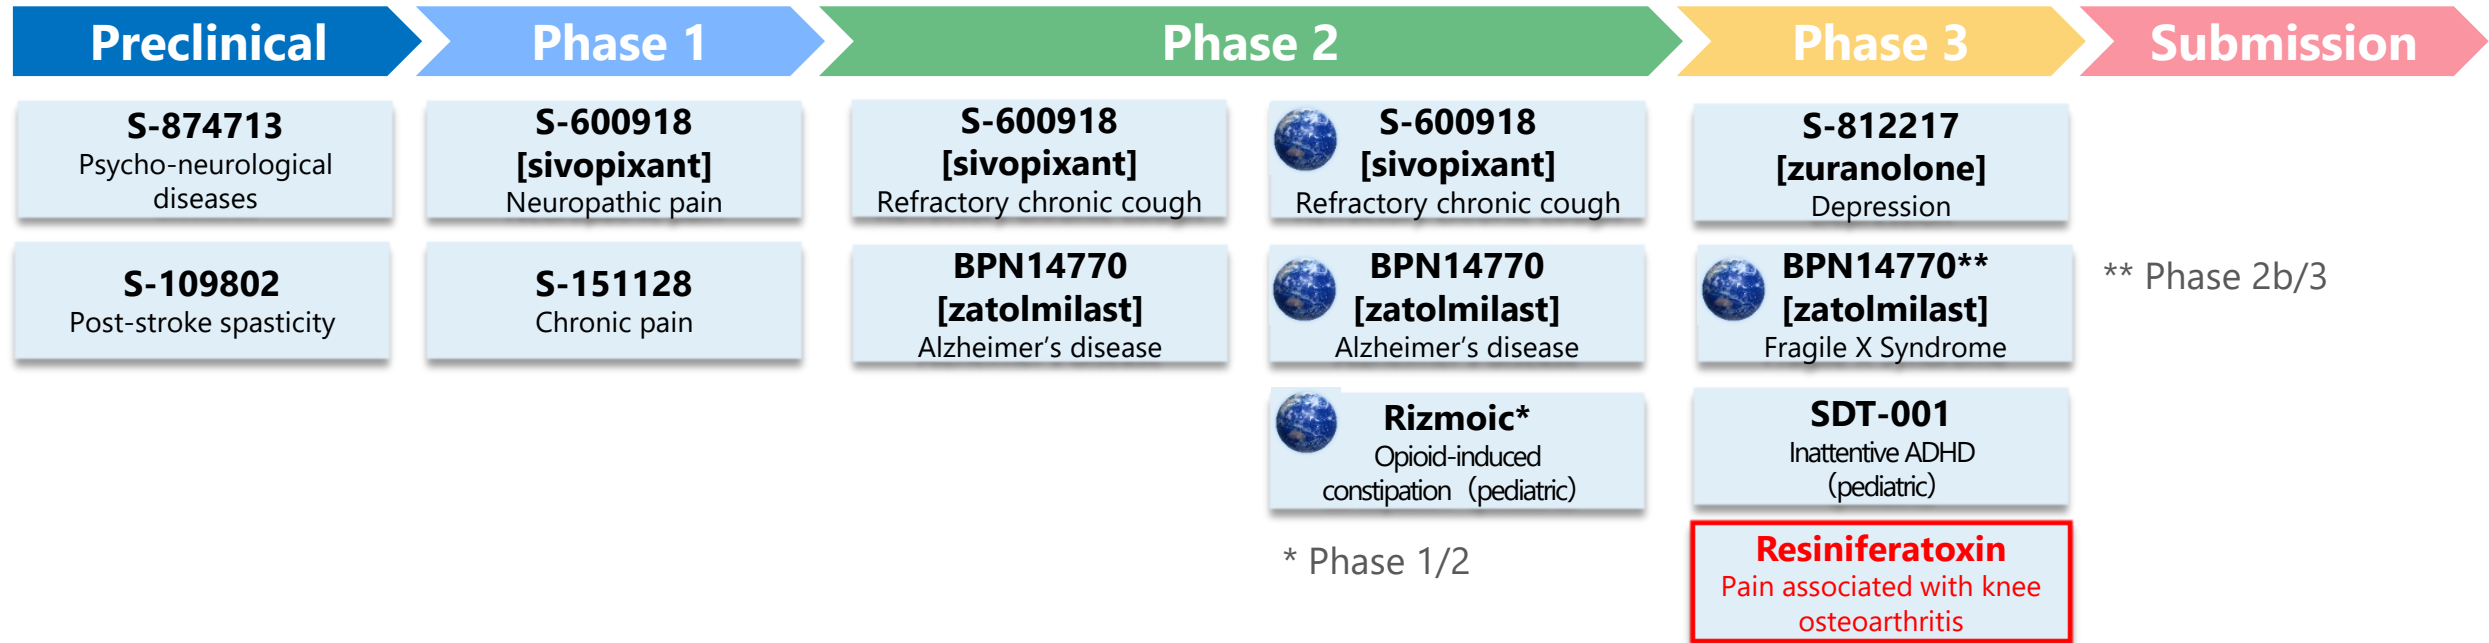 Preclinical
Phase 1
Phase 2
Phase 3
Submission
S-874713
Psycho-neurological
diseases
S-109802
Post-stroke spasticity
S-600918
[sivopixant]
Neuropathic pain
S-151128
Chronic pain
S-600918
[sivopixant]
Refractory chronic cough
BPN14770
[zatolmilast]
Alzheimer's disease
S-600918
[sivopixant]
Refractory chronic cough
BPN14770
[zatolmilast]
Alzheimer's disease
Rizmoic*
Opioid-induced
constipation（pediatric）
* Phase 1/2
S-812217
[zuranolone]
Depression
BPN14770**
[zatolmilast]
Fragile X Syndrome
SDT-001
Inattentive ADHD
（pediatric）
Resiniferatoxin
Pain associated with knee
osteoarthritis
** Phase 2b/3